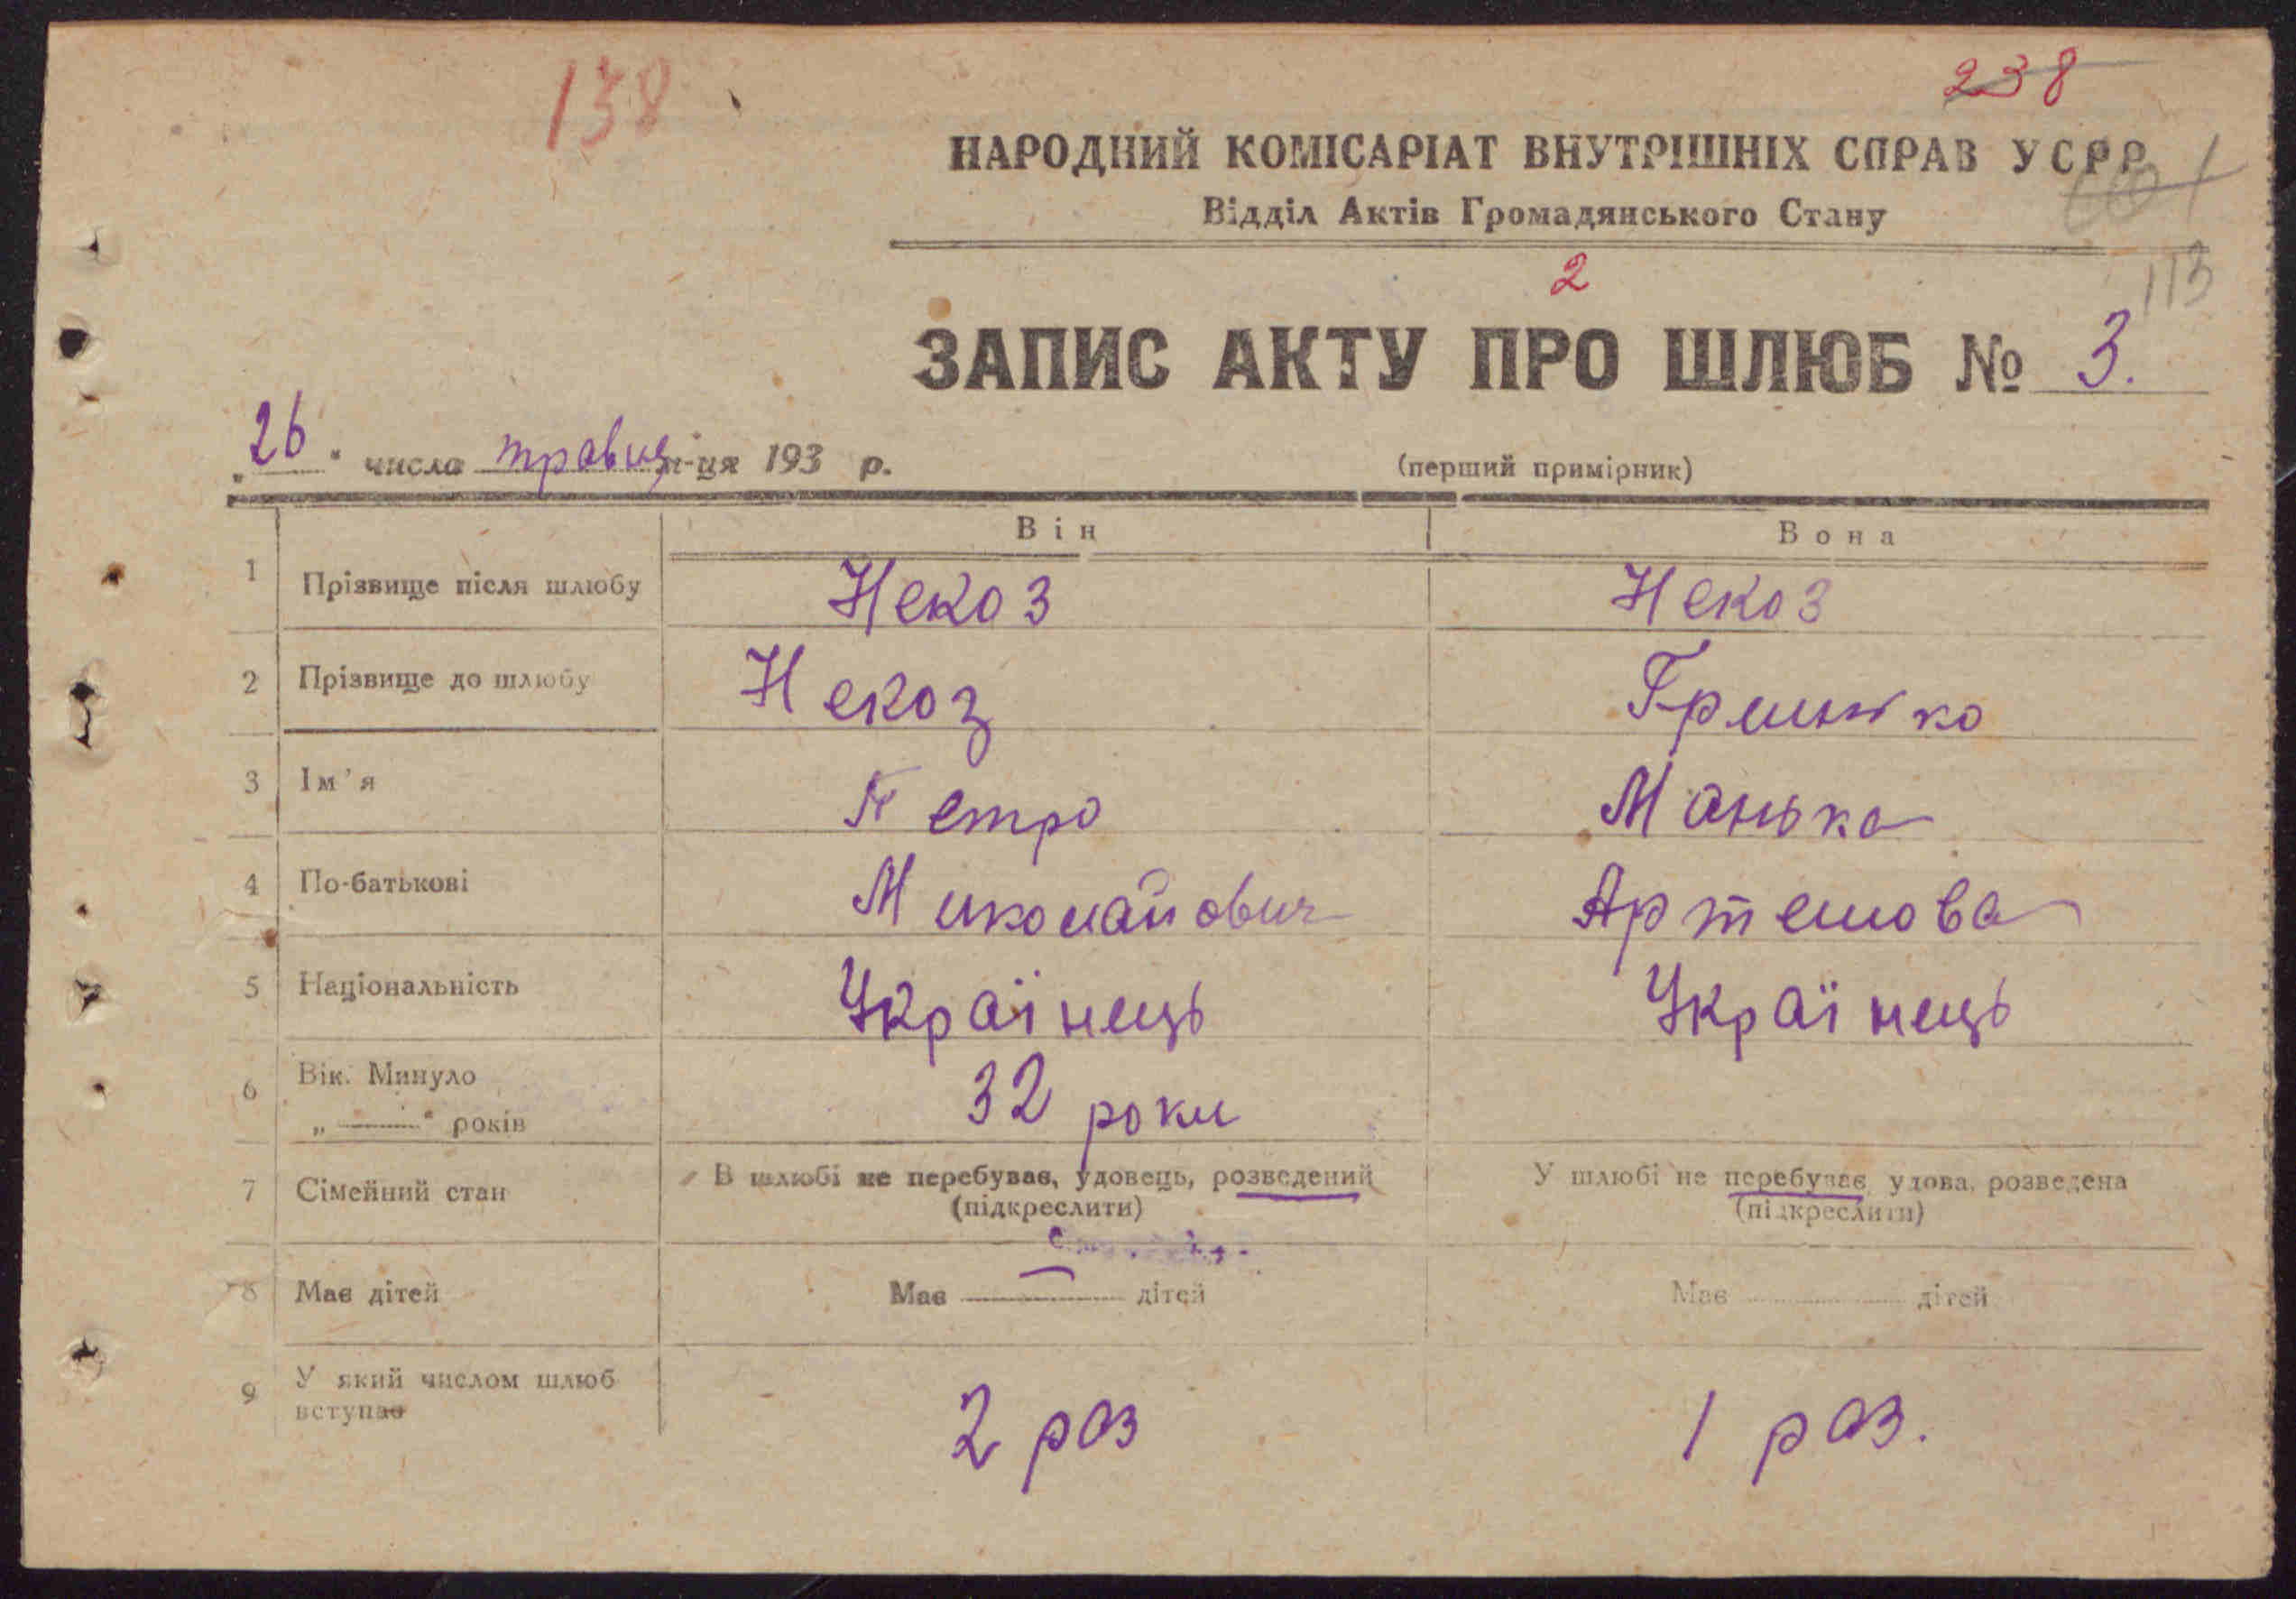 138
238
НАРОДНИЙ КОМІСАРІАТ ВНУТРІШНІХ СПРАВ УСРР
Відділ Актів Громадянського Стану
113
2
ЗАПИС АКТУ ПРО ШЛЮБ № 3.
„26“ числа травня м-ця 193 р.
(перший примірник)
Він Вона
1 Прізвище після шлюбу Некоз Некоз
2 Прізвище до шлюбу Некоз Гринько
3 Ім'я Петро Манька
4 По-батькові Миколайович Артемова
5 Національність Українець Українець
6 Вік. Минуло
„ “ років 32 роки
7 Сімейний стан В шлюбі не перебував, удовець, розведений У шлюбі не перебував, удова, розведена
(підкреслити) (підкреслити)
8 Має дітей Має — дітей Має дітей
9 У який числом шлюб
вступає 2 раз 1 раз.